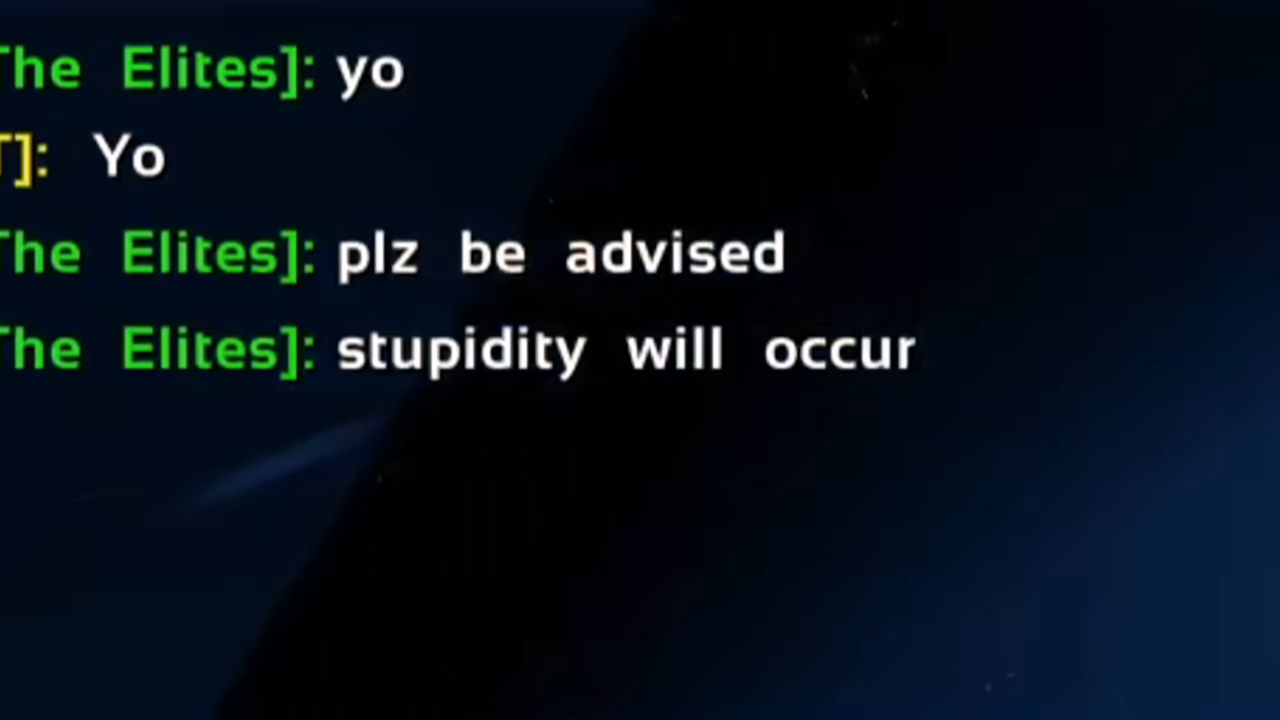 The Elites]: yo
T]: Yo
The Elites]: plz be advised
The Elites]: stupidity will occur